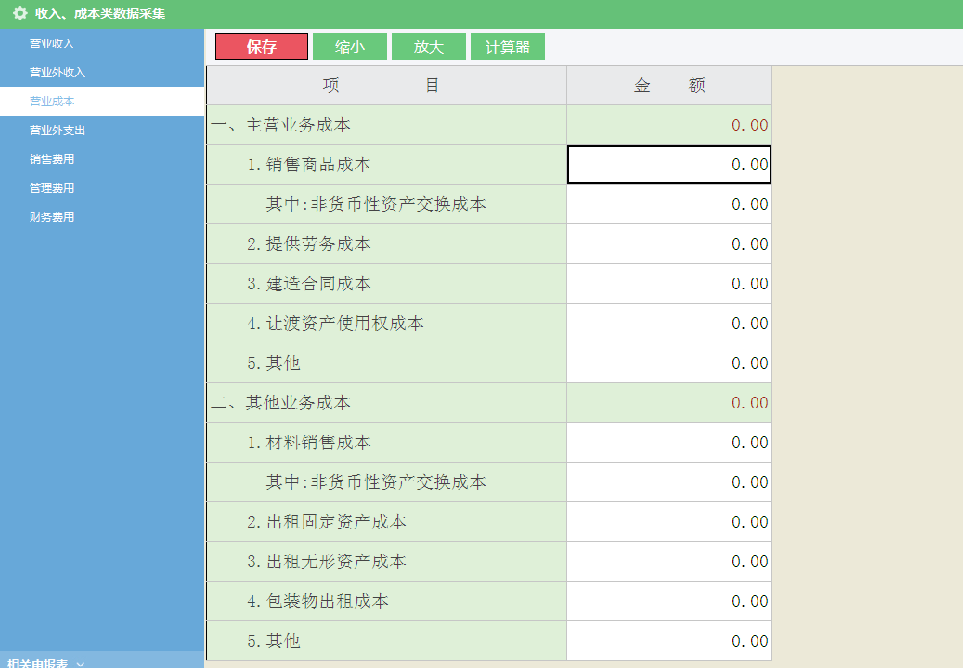 收入、成本类数据采集
营业收入
营业外收入
营业成本
营业外支出
销售费用
管理费用
财务费用
相关申报表
保存 缩小 放大 计算器
项 目 金 额
一、主营业务成本 0.00
1.销售商品成本 0.00
其中:非货币性资产交换成本 0.00
2.提供劳务成本 0.00
3.建造合同成本 0.00
4.让渡资产使用权成本 0.00
5.其他 0.00
二、其他业务成本 0.00
1.材料销售成本 0.00
其中:非货币性资产交换成本 0.00
2.出租固定资产成本 0.00
3.出租无形资产成本 0.00
4.包装物出租成本 0.00
5.其他 0.00